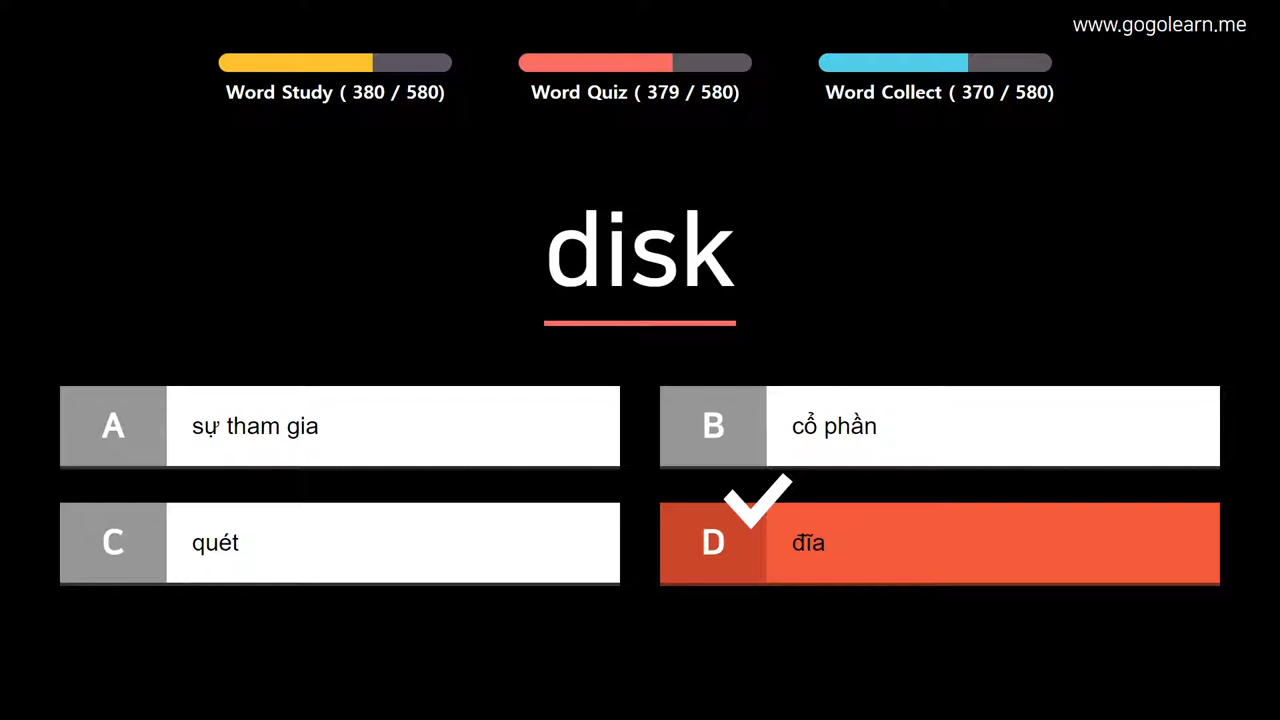 www.gogolearn.me
Word Study ( 380 / 580)
Word Quiz ( 379 / 580)
Word Collect ( 370 / 580)
disk
A sự tham gia
B cổ phần
C quét
D đĩa